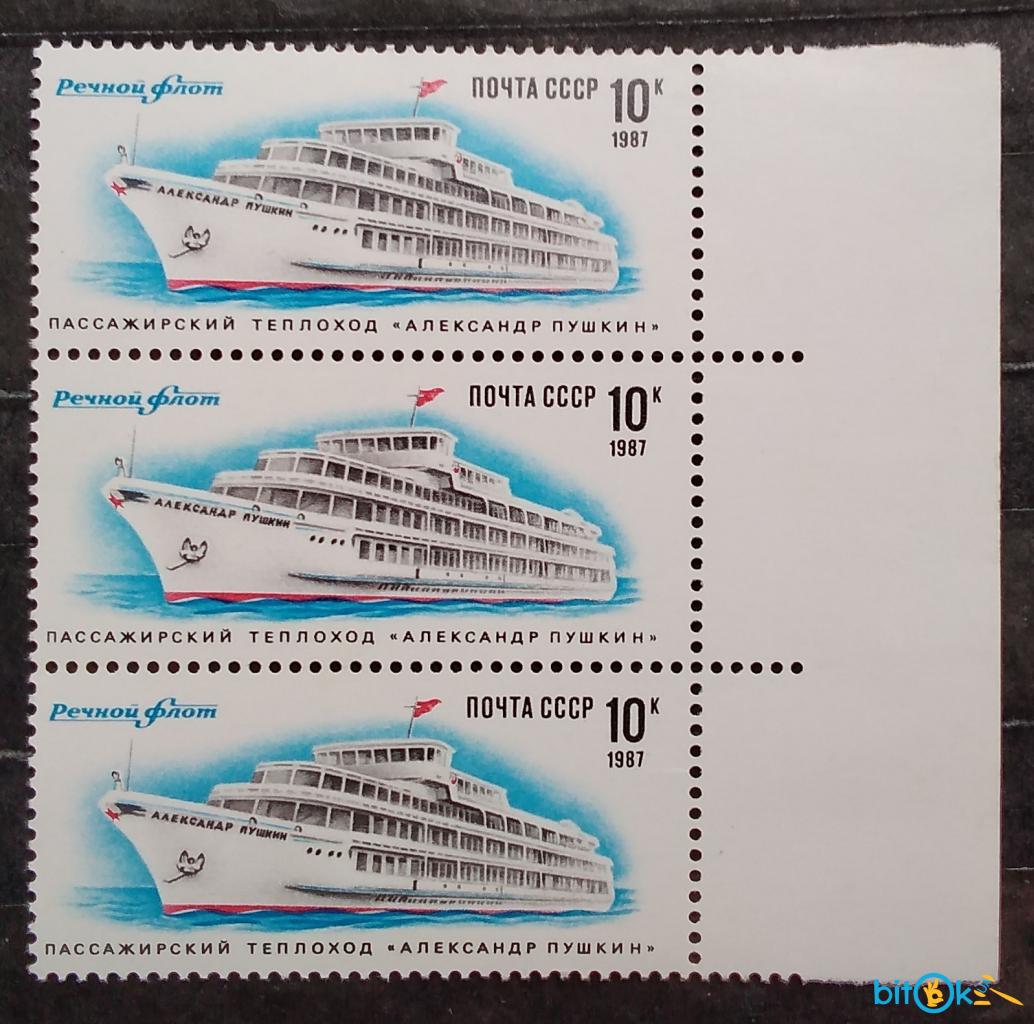 Речной флот
ПОЧТА СССР 10К
1987
АЛЕКСАНДР ПУШКИН
ПАССАЖИРСКИЙ ТЕПЛОХОД «АЛЕКСАНДР ПУШКИН»
Речной флот
ПОЧТА СССР 10К
1987
АЛЕКСАНДР ПУШКИН
ПАССАЖИРСКИЙ ТЕПЛОХОД «АЛЕКСАНДР ПУШКИН»
Речной флот
ПОЧТА СССР 10К
1987
АЛЕКСАНДР ПУШКИН
ПАССАЖИРСКИЙ ТЕПЛОХОД «АЛЕКСАНДР ПУШКИН»
bitOk